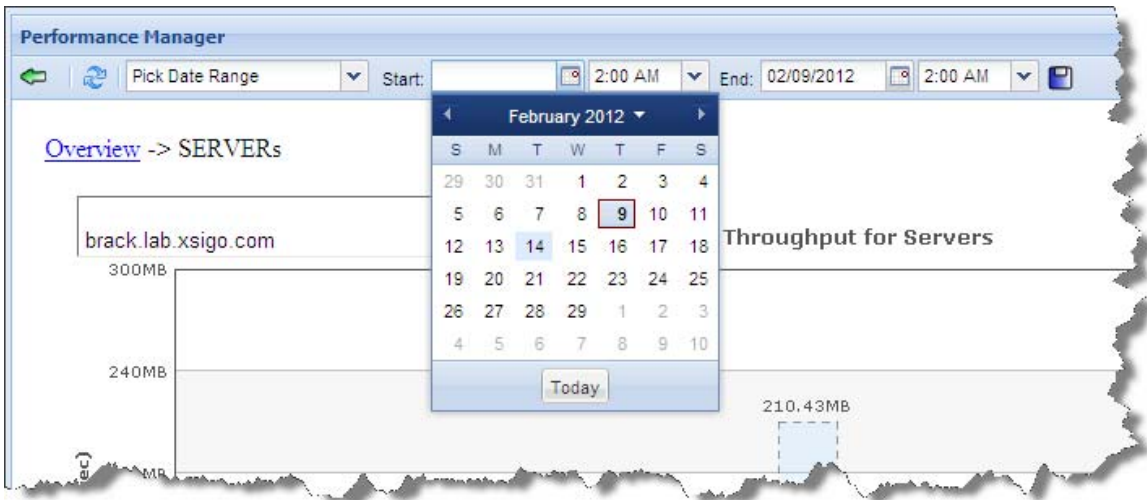 Performance Manager
Pick Date Range Start: 2:00 AM End: 02/09/2012 2:00 AM
February 2012
S M T W T F S
29 30 31 1 2 3 4
5 6 7 8 9 10 11
12 13 14 15 16 17 18
19 20 21 22 23 24 25
26 27 28 29 1 2 3
4 5 6 7 8 9 10
Today
Overview -> SERVERs
brack.lab.xsigo.com
Throughput for Servers
300MB
240MB
210.43MB